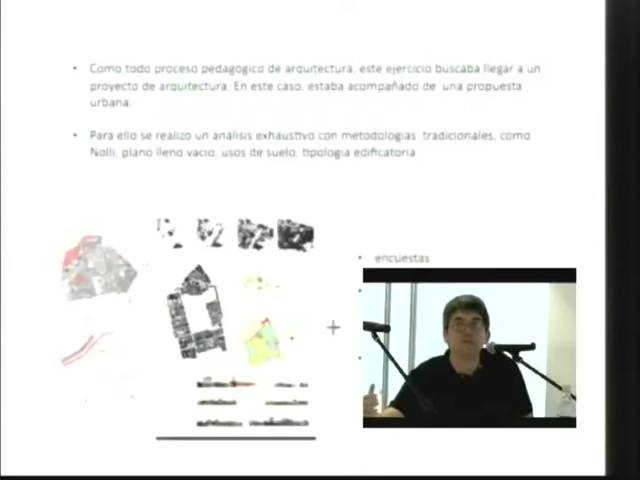 • Como todo proceso pedagogico de arquitectura, este ejercicio buscaba llegar a un
proyecto de arquitectura. En este caso, estaba acompañado de una propuesta
urbana.
• Para ello se realizo un análisis exhaustivo con metodologias tradicionales, como
Nolli, plano lleno vacio, usos de suelo, tipologia edificatoria
+
• encuestas